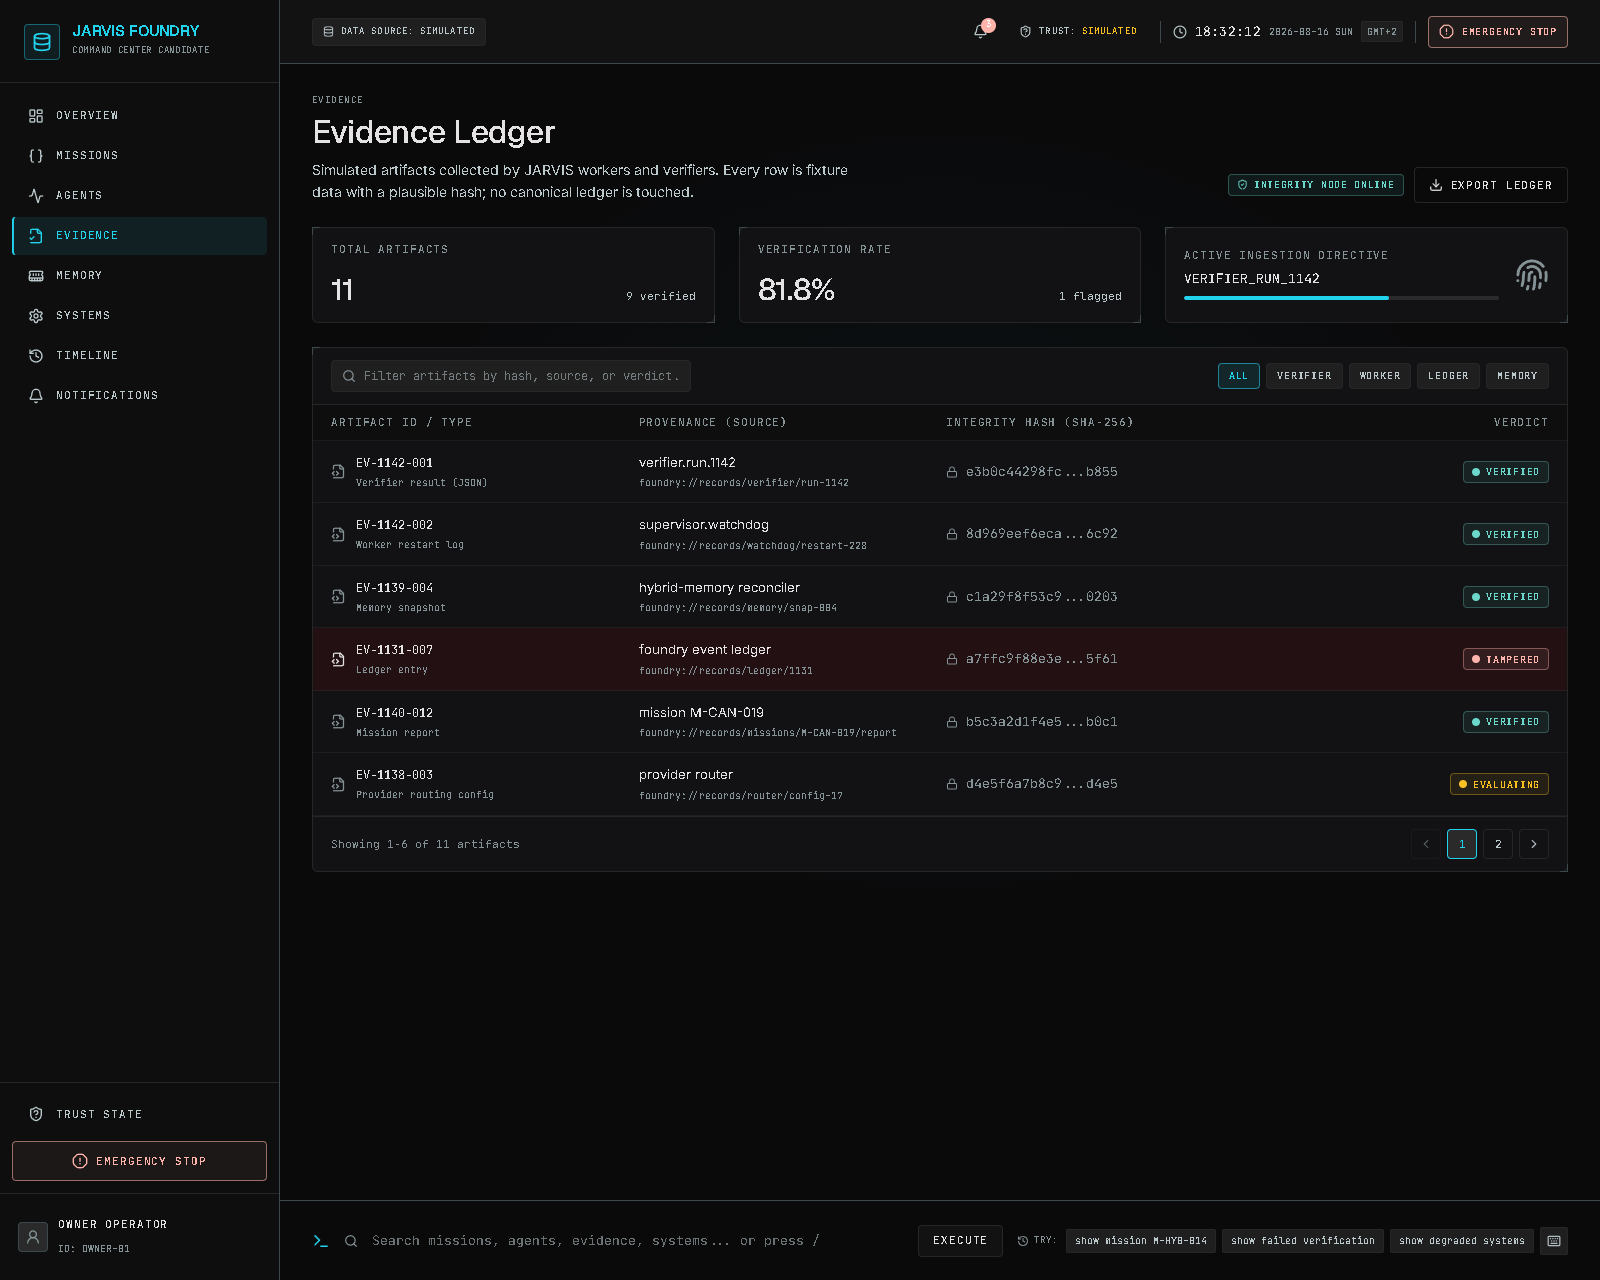 JARVIS FOUNDRY
COMMAND CENTER CANDIDATE
OVERVIEW
MISSIONS
AGENTS
EVIDENCE
MEMORY
SYSTEMS
TIMELINE
NOTIFICATIONS
TRUST STATE
EMERGENCY STOP
OWNER OPERATOR
ID: OWNER-01
DATA SOURCE: SIMULATED
3
TRUST: SIMULATED
18:32:12 2026-08-16 SUN GMT+2
EMERGENCY STOP
EVIDENCE
Evidence Ledger
Simulated artifacts collected by JARVIS workers and verifiers. Every row is fixture
data with a plausible hash; no canonical ledger is touched.
INTEGRITY NODE ONLINE
EXPORT LEDGER
TOTAL ARTIFACTS
11
9 verified
VERIFICATION RATE
81.8%
1 flagged
ACTIVE INGESTION DIRECTIVE
VERIFIER_RUN_1142
Filter artifacts by hash, source, or verdict.
ALL VERIFIER WORKER LEDGER MEMORY
ARTIFACT ID / TYPE PROVENANCE (SOURCE) INTEGRITY HASH (SHA-256) VERDICT
EV-1142-001 verifier.run.1142 e3b0c44298fc...b855 VERIFIED
Verifier result (JSON) foundry://records/verifier/run-1142
EV-1142-002 supervisor.watchdog 8d969eef6eca...6c92 VERIFIED
Worker restart log foundry://records/watchdog/restart-228
EV-1139-004 hybrid-memory reconciler c1a29f8f53c9...0203 VERIFIED
Memory snapshot foundry://records/memory/snap-884
EV-1131-007 foundry event ledger a7ffc9f88e3e...5f61 TAMPERED
Ledger entry foundry://records/ledger/1131
EV-1140-012 mission M-CAN-019 b5c3a2d1f4e5...b0c1 VERIFIED
Mission report foundry://records/missions/M-CAN-019/report
EV-1138-003 provider router d4e5f6a7b8c9...d4e5 EVALUATING
Provider routing config foundry://records/router/config-17
Showing 1-6 of 11 artifacts
1 2
Search missions, agents, evidence, systems... or press /
EXECUTE
TRY:
show mission M-HYB-014
show failed verification
show degraded systems